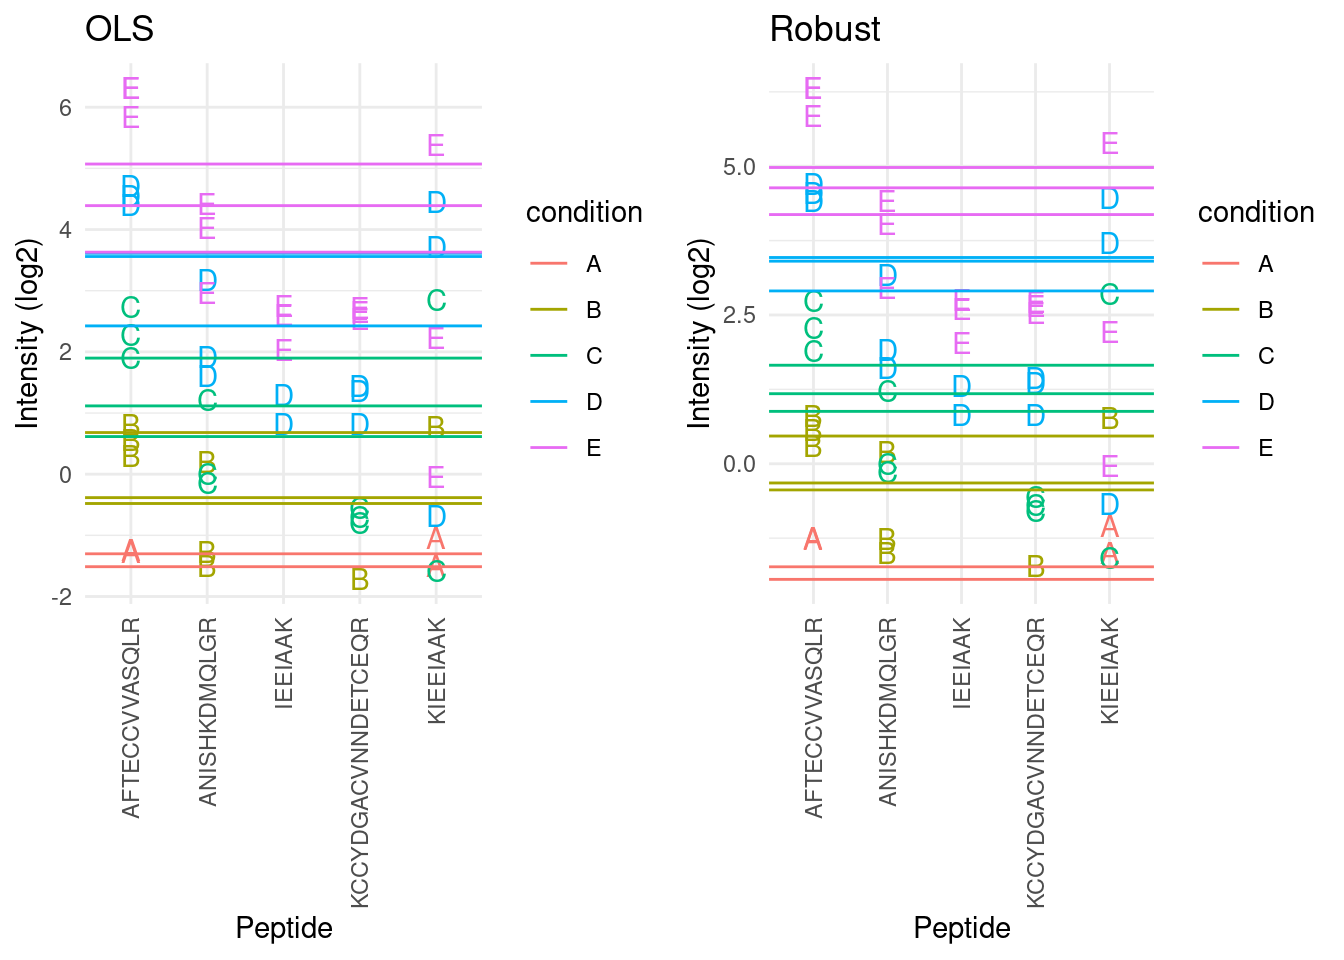 OLS
Intensity (log2)
6
4
2
0
-2
AFTECCVVASQLR
ANISHKDMQLGR
IEEIAAK
KCCYDGACVNNDETCEQR
KIEEIAAK
Peptide
condition
A
B
C
D
E
Robust
Intensity (log2)
5.0
2.5
0.0
AFTECCVVASQLR
ANISHKDMQLGR
IEEIAAK
KCCYDGACVNNDETCEQR
KIEEIAAK
Peptide
condition
A
B
C
D
E